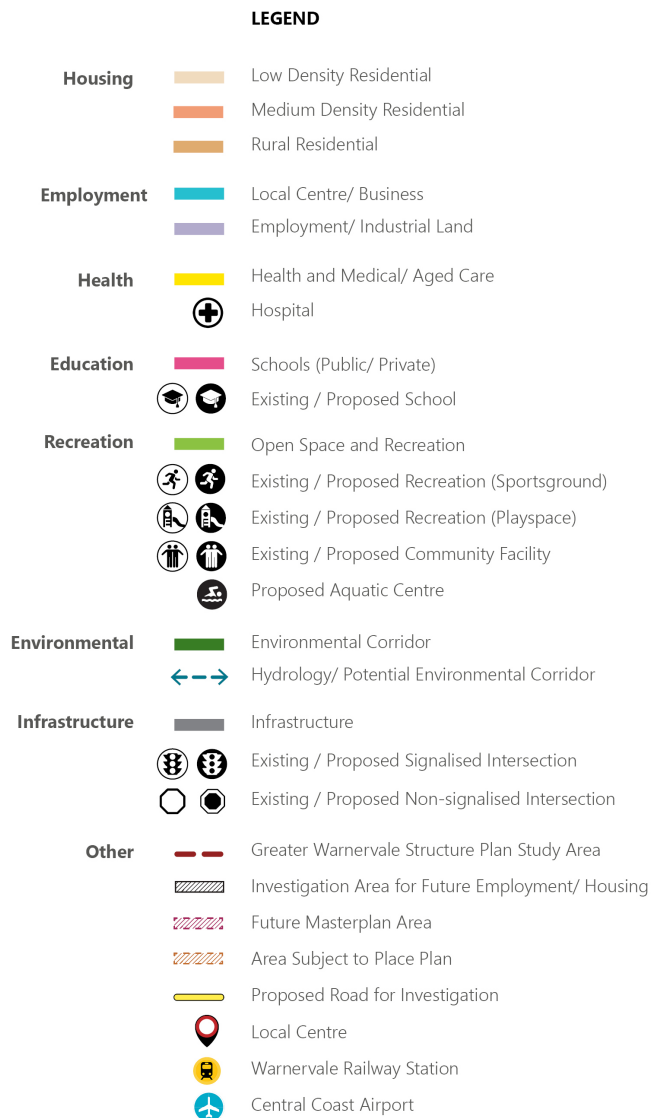 LEGEND
Housing
Low Density Residential
Medium Density Residential
Rural Residential
Employment
Local Centre/ Business
Employment/ Industrial Land
Health
Health and Medical/ Aged Care
Hospital
Education
Schools (Public/ Private)
Existing / Proposed School
Recreation
Open Space and Recreation
Existing / Proposed Recreation (Sportsground)
Existing / Proposed Recreation (Playspace)
Existing / Proposed Community Facility
Proposed Aquatic Centre
Environmental
Environmental Corridor
Hydrology/ Potential Environmental Corridor
Infrastructure
Infrastructure
Existing / Proposed Signalised Intersection
Existing / Proposed Non-signalised Intersection
Other
Greater Warnervale Structure Plan Study Area
Investigation Area for Future Employment/ Housing
Future Masterplan Area
Area Subject to Place Plan
Proposed Road for Investigation
Local Centre
Warnervale Railway Station
Central Coast Airport